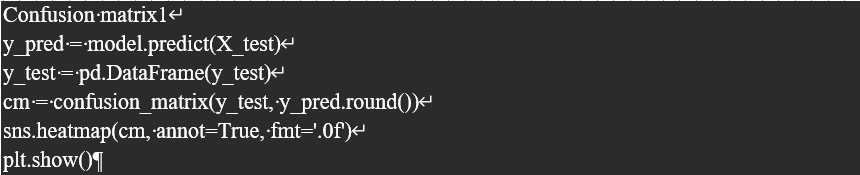 Confusion matrix1
y_pred = model.predict(X_test)
y_test = pd.DataFrame(y_test)
cm = confusion_matrix(y_test, y_pred.round())
sns.heatmap(cm, annot=True, fmt='.0f')
plt.show()